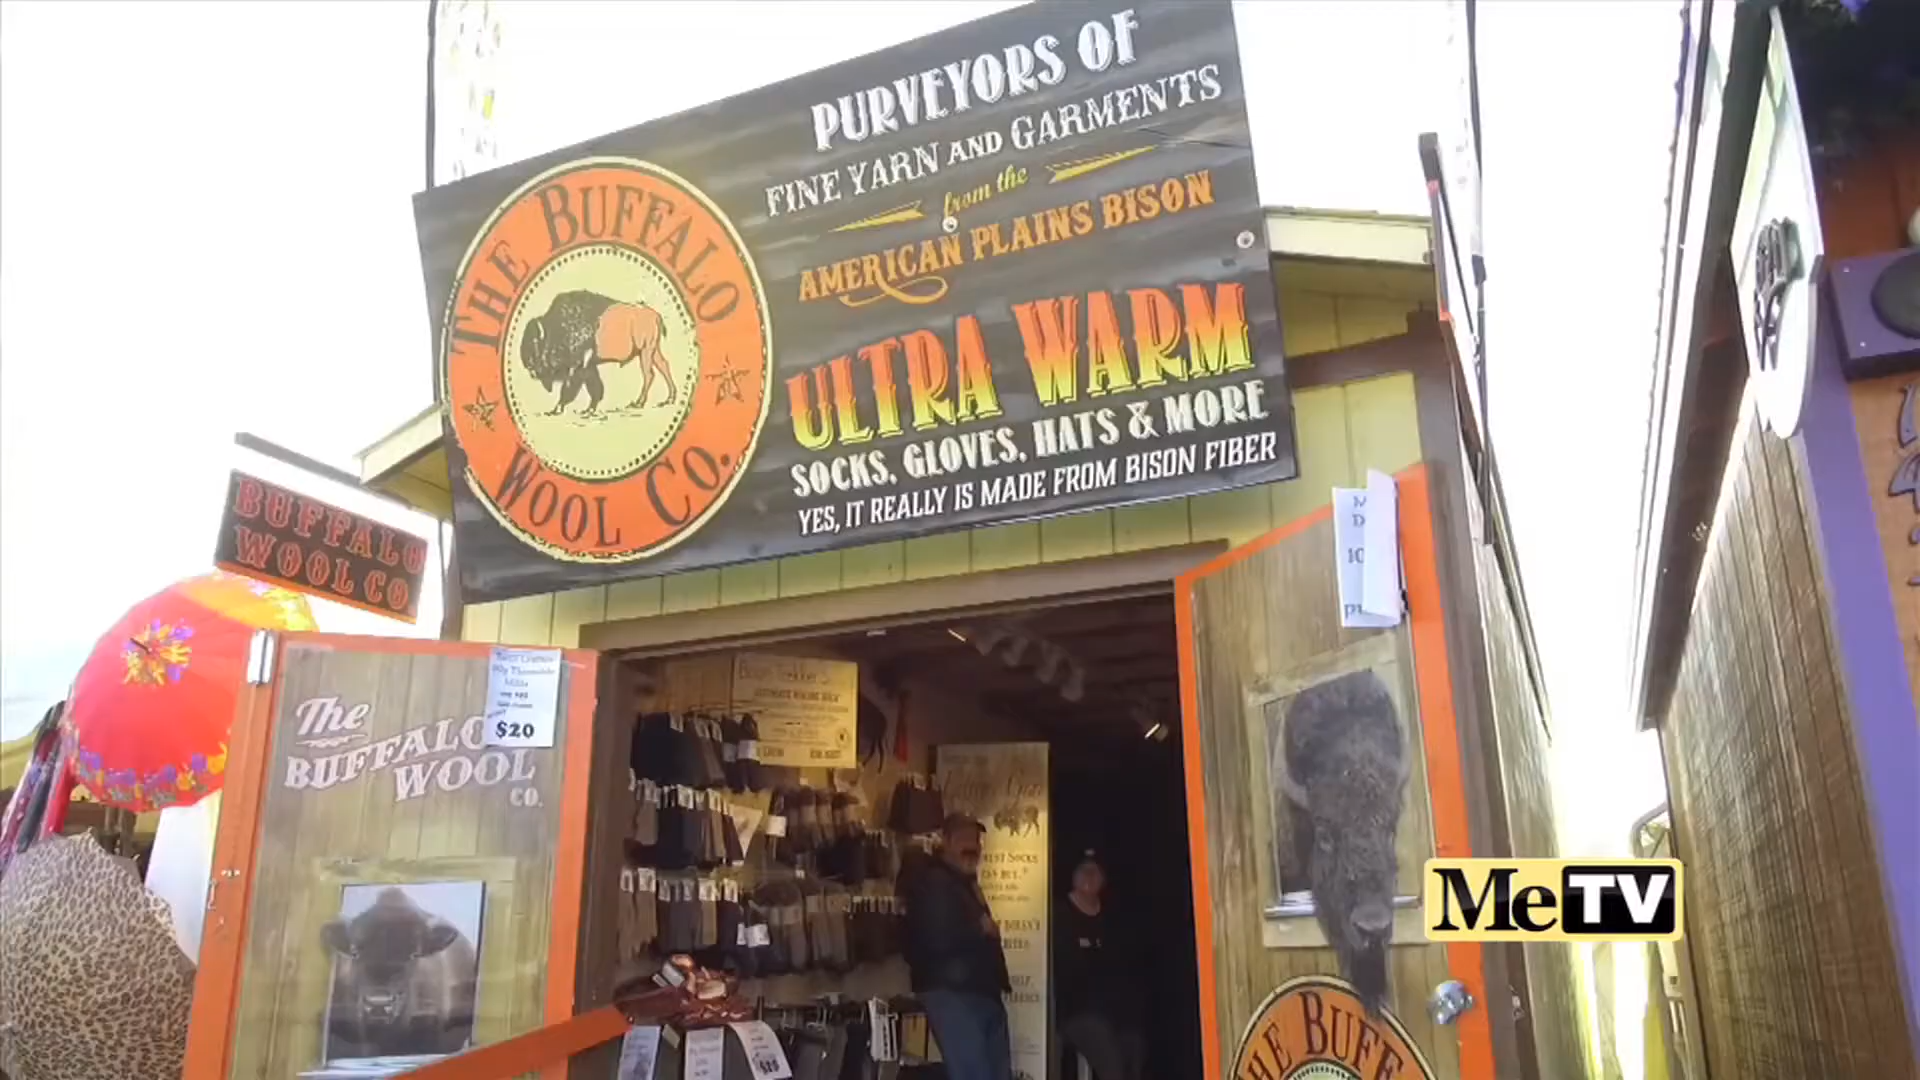 PURVEYORS OF
FINE YARN AND GARMENTS
from the
AMERICAN PLAINS BISON
ULTRA WARM
SOCKS, GLOVES, HATS & MORE
YES, IT REALLY IS MADE FROM BISON FIBER
THE BUFFALO
WOOL CO.
BUFFALO
WOOL CO
$20
The
BUFFALO
WOOL
CO.
THE BUFF
MeTV